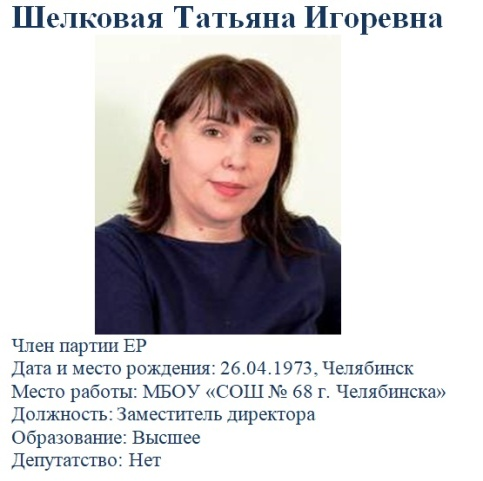 Шелковая Татьяна Игоревна
Член партии ЕР
Дата и место рождения: 26.04.1973, Челябинск
Место работы: МБОУ «СОШ № 68 г. Челябинска»
Должность: Заместитель директора
Образование: Высшее
Депутатство: Нет